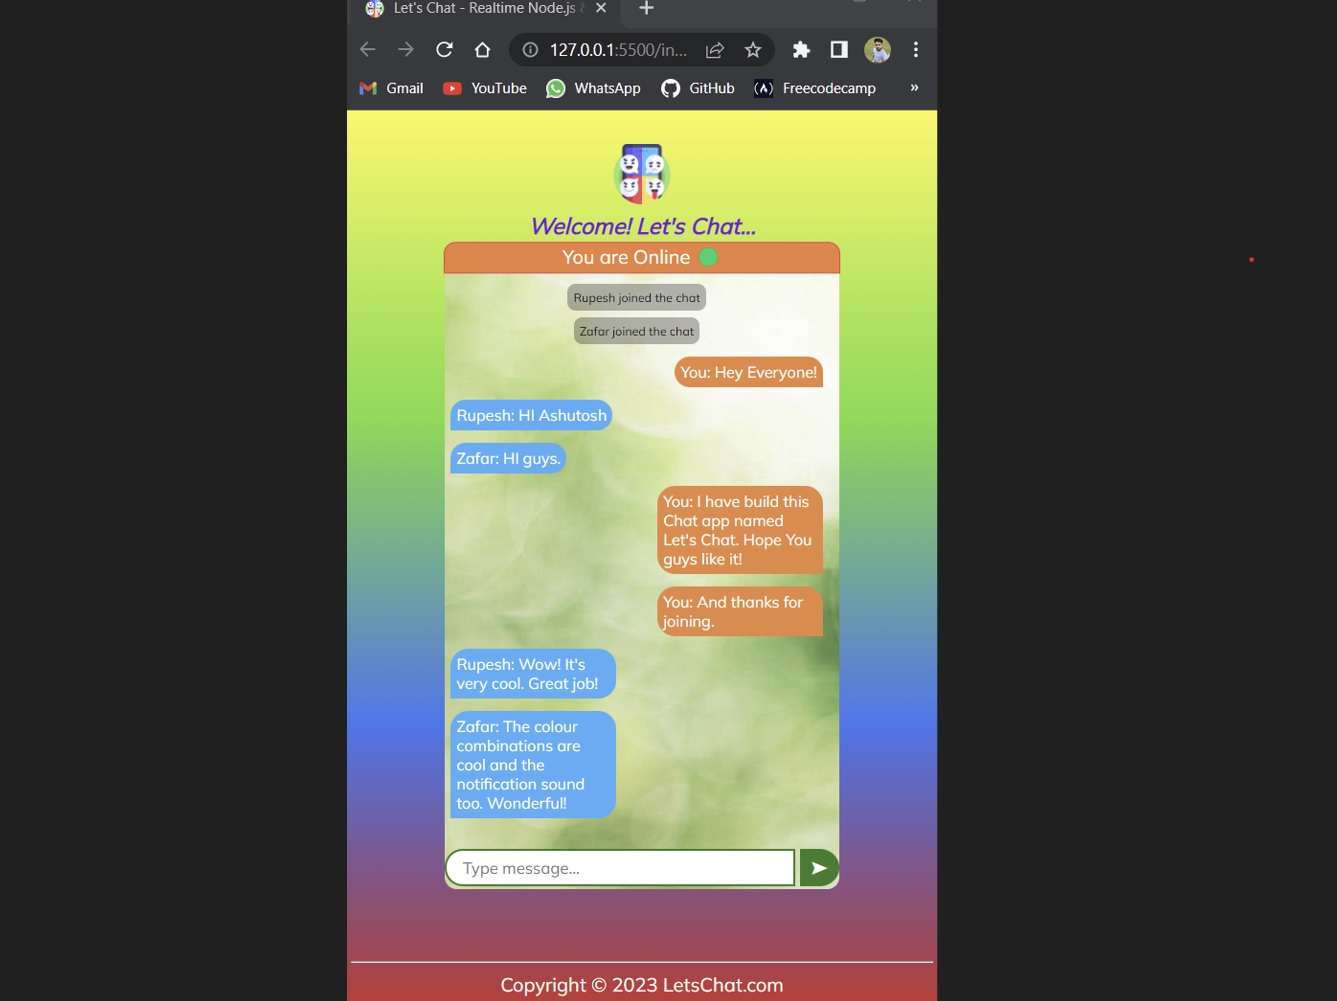 Let's Chat - Realtime Node.js
127.0.0.1:5500/in...
Gmail YouTube WhatsApp GitHub Freecodecamp »
Welcome! Let's Chat...
You are Online
Rupesh joined the chat
Zafar joined the chat
You: Hey Everyone!
Rupesh: HI Ashutosh
Zafar: HI guys.
You: I have build this
Chat app named
Let's Chat. Hope You
guys like it!
You: And thanks for
joining.
Rupesh: Wow! It's
very cool. Great job!
Zafar: The colour
combinations are
cool and the
notification sound
too. Wonderful!
Type message...
Copyright © 2023 LetsChat.com